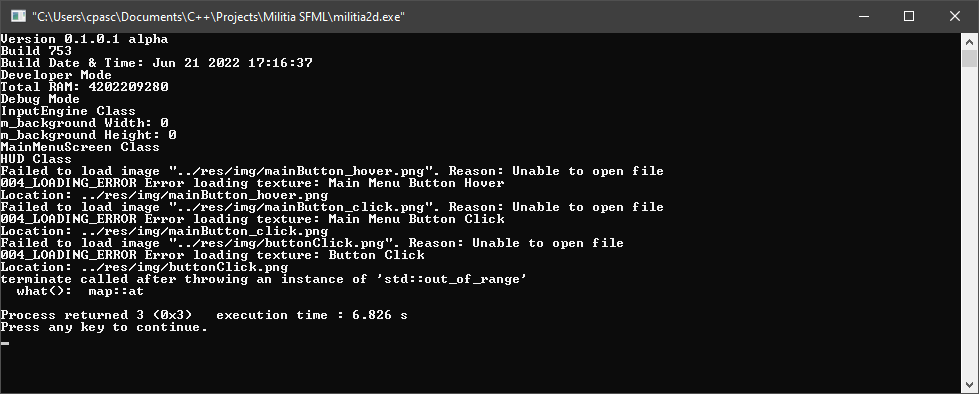 "C:\Users\cpasc\Documents\C++\Projects\Militia SFML\militia2d.exe"
Version 0.1.0.1 alpha
Build 753
Build Date & Time: Jun 21 2022 17:16:37
Developer Mode
Total RAM: 4202209280
Debug Mode
InputEngine Class
m_background Width: 0
m_background Height: 0
MainMenuScreen Class
HUD Class
Failed to load image "../res/img/mainButton_hover.png". Reason: Unable to open file
004_LOADING_ERROR Error loading texture: Main Menu Button Hover
Location: ../res/img/mainButton_hover.png
Failed to load image "../res/img/mainButton_click.png". Reason: Unable to open file
004_LOADING_ERROR Error loading texture: Main Menu Button Click
Location: ../res/img/mainButton_click.png
Failed to load image "../res/img/buttonClick.png". Reason: Unable to open file
004_LOADING_ERROR Error loading texture: Button Click
Location: ../res/img/buttonClick.png
terminate called after throwing an instance of 'std::out_of_range'
  what():  map::at
Process returned 3 (0x3)   execution time : 6.826 s
Press any key to continue.